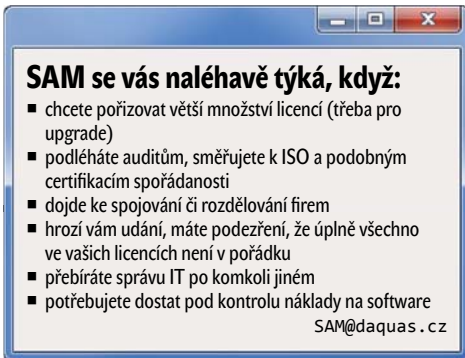 SAM se vás naléhavě týká, když:
▪ chcete pořizovat větší množství licencí (třeba pro
upgrade)
▪ podléháte auditům, směřujete k ISO a podobným
certifikacím spořádanosti
▪ dojde ke spojování či rozdělování firem
▪ hrozí vám udání, máte podezření, že úplně všechno
ve vašich licencích není v pořádku
▪ přebíráte správu IT po komkoli jiném
▪ potřebujete dostat pod kontrolu náklady na software
SAM@daquas.cz